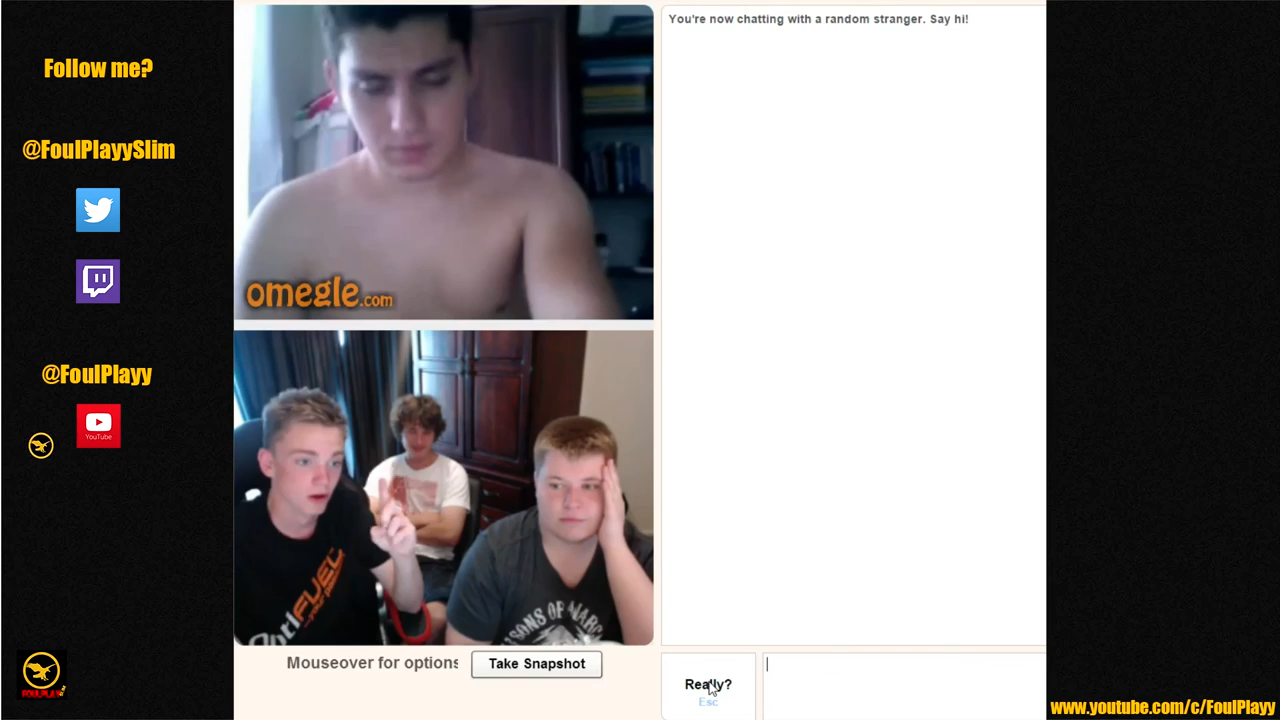 Follow me?
@FoulPlayySlim
@FoulPlayy
YouTube
omegle.com
Mouseover for options
Take Snapshot
You're now chatting with a random stranger. Say hi!
Really?
Esc
www.youtube.com/c/FoulPlayy